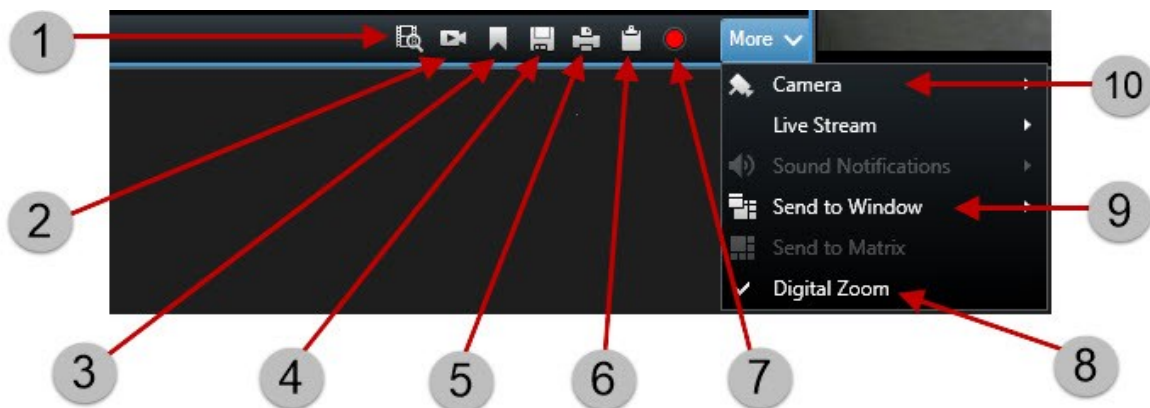 1
More
10
Camera
Live Stream
Sound Notifications
2
Send to Window
9
Send to Matrix
Digital Zoom
3
4
5
6
7
8